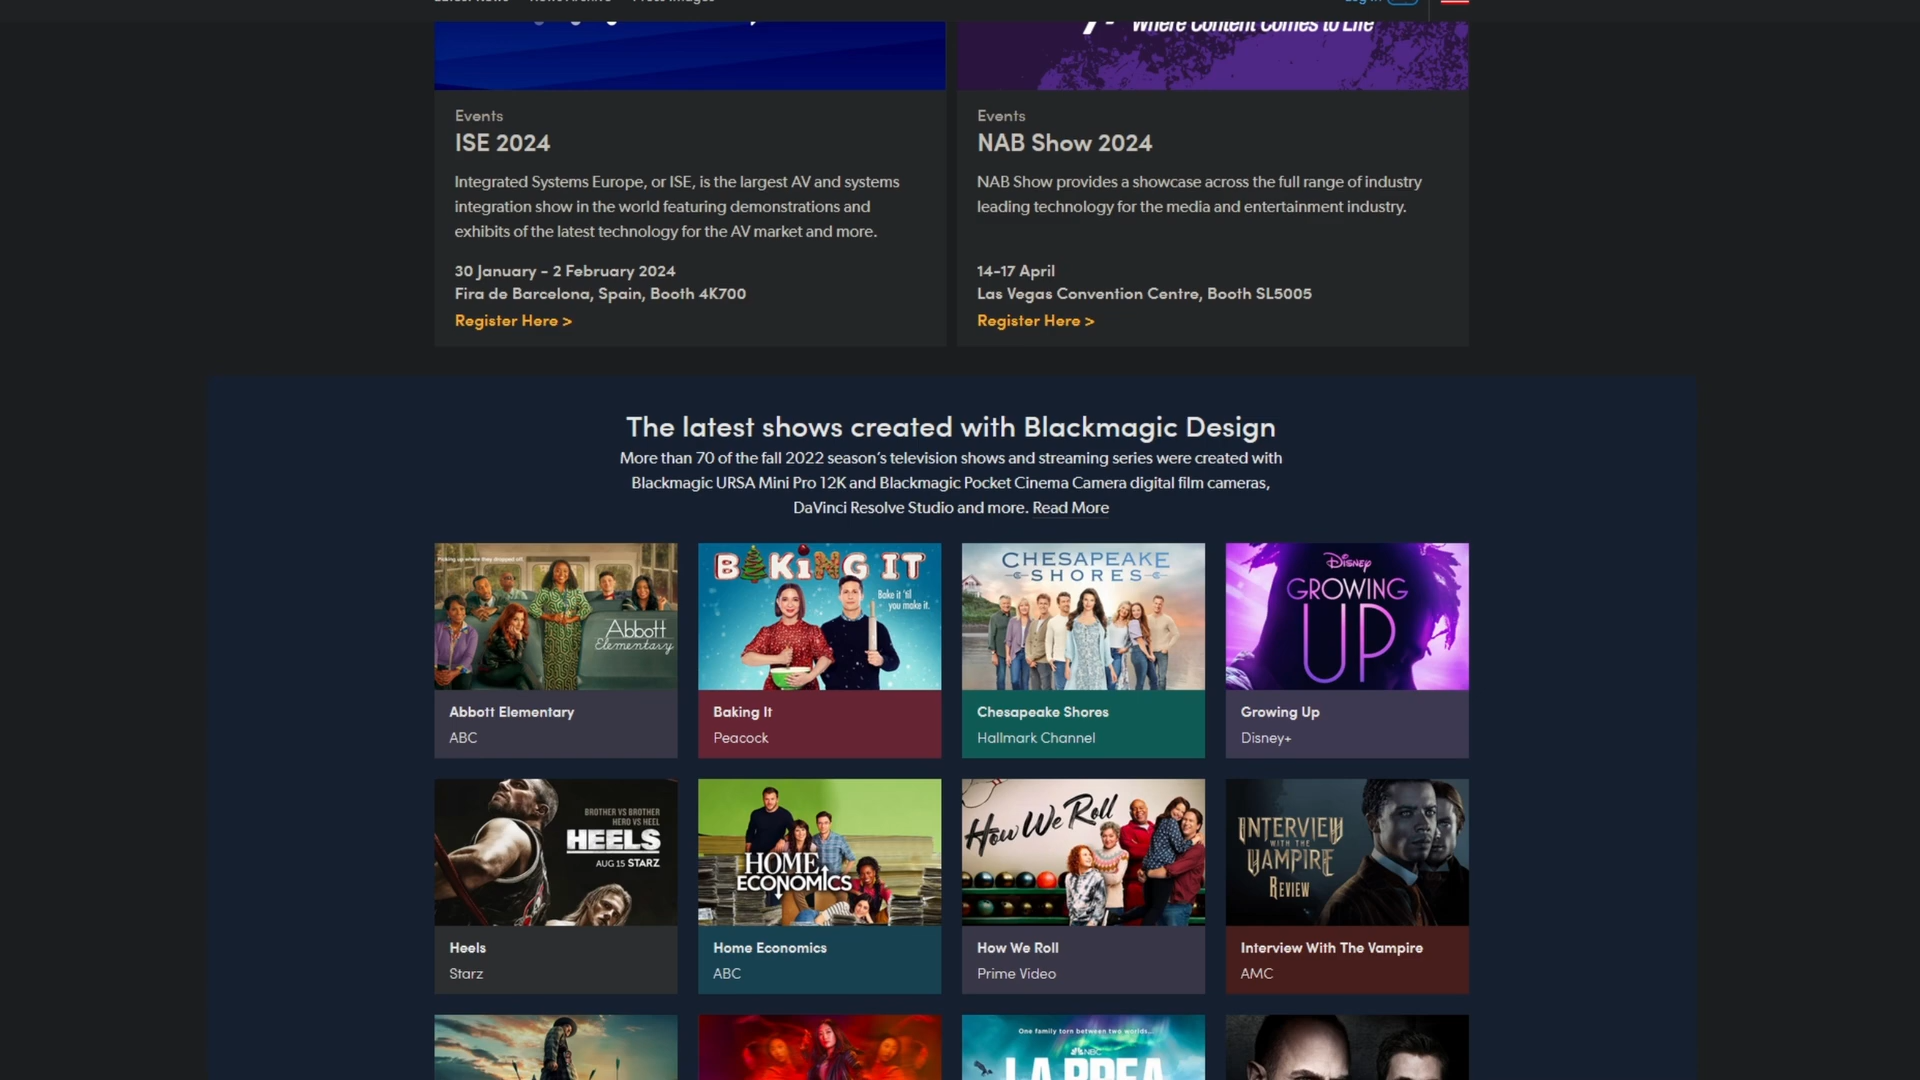 Where Content Comes to Life
Events
ISE 2024
Integrated Systems Europe, or ISE, is the largest AV and systems
integration show in the world featuring demonstrations and
exhibits of the latest technology for the AV market and more.
30 January - 2 February 2024
Fira de Barcelona, Spain, Booth 4K700
Register Here >
Events
NAB Show 2024
NAB Show provides a showcase across the full range of industry
leading technology for the media and entertainment industry.
14-17 April
Las Vegas Convention Centre, Booth SL5005
Register Here >
The latest shows created with Blackmagic Design
More than 70 of the fall 2022 season's television shows and streaming series were created with
Blackmagic URSA Mini Pro 12K and Blackmagic Pocket Cinema Camera digital film cameras,
DaVinci Resolve Studio and more. Read More
Picking up where they dropped off.
Abbott
Elementary
Abbott Elementary
ABC
BAKiNG IT
Bake it 'til
you make it.
Baking It
Peacock
CHESAPEAKE
SHORES
Chesapeake Shores
Hallmark Channel
Disney
GROWING
UP
Growing Up
Disney+
BROTHER VS BROTHER
HERO VS HEEL
HEELS
AUG 15 STARZ
Heels
Starz
HOME
ECONOMICS
Home Economics
ABC
How We Roll
How We Roll
Prime Video
INTERVIEW
WITH THE
VAMPIRE
REVIEW
Interview With The Vampire
AMC
One family torn between two worlds...
NBC
LA BREA